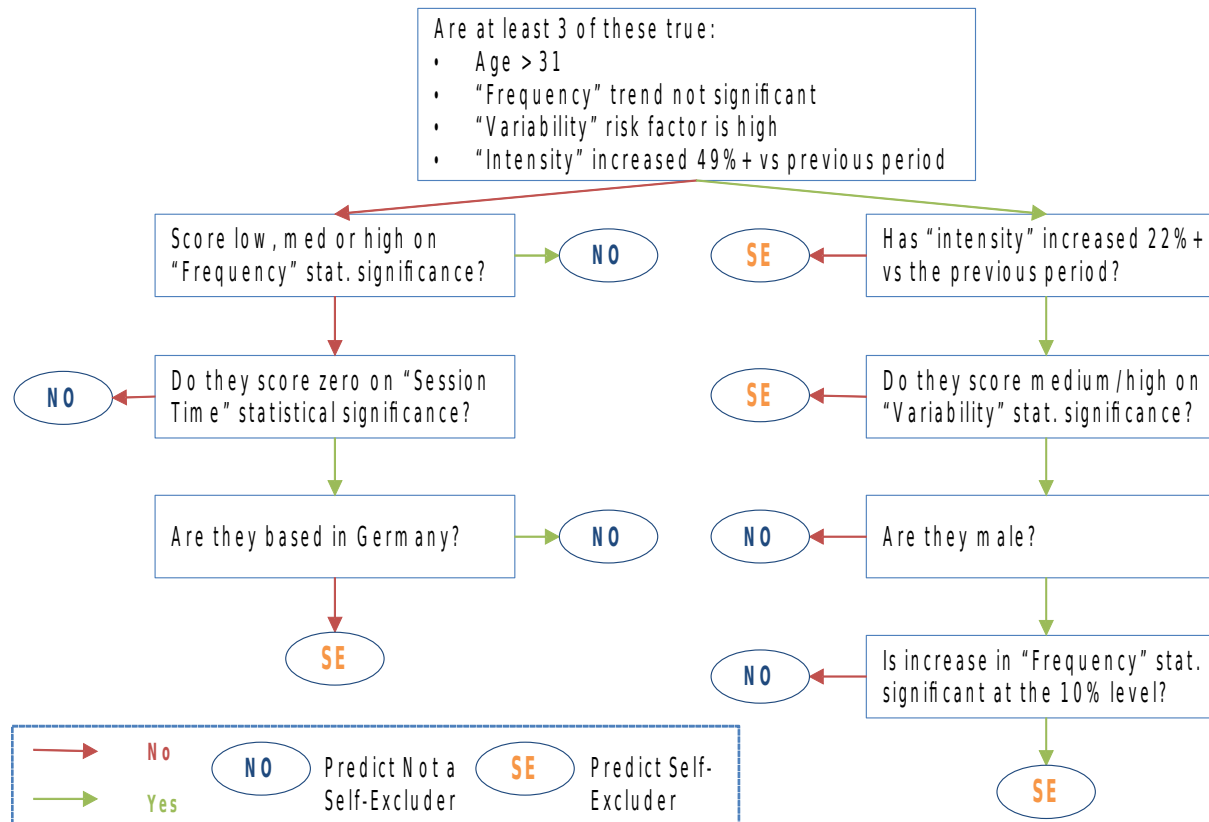 Are at least 3 of these true:
• Age > 31
• “Frequency” trend not significant
• “Variability” risk factor is high
• “Intensity” increased 49%+ vs previous period
Score low, med or high on
“Frequency” stat. significance?
NO
SE
Has “intensity” increased 22%+
vs the previous period?
NO
Do they score zero on “Session
Time” statistical significance?
SE
Do they score medium/high on
“Variability” stat. significance?
Are they based in Germany?
NO
NO
Are they male?
SE
NO
Is increase in “Frequency” stat.
significant at the 10% level?
SE
No
Yes
NO
Predict Not a
Self-Excluder
SE
Predict Self-
Excluder